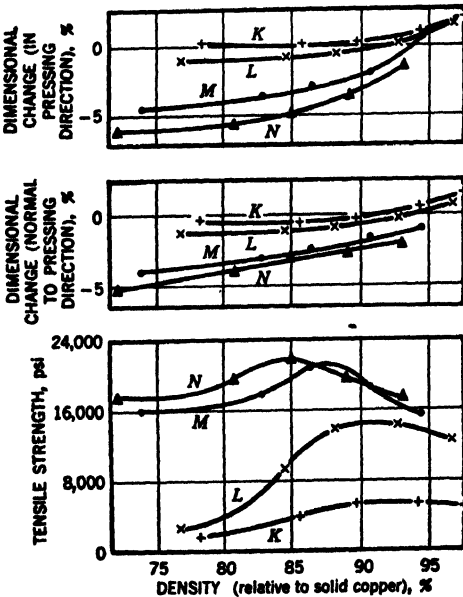 DIMENSIONAL
CHANGE (IN
PRESSING
DIRECTION), %
0
−5
K
L
M
N
DIMENSIONAL
CHANGE (NORMAL
TO PRESSING
DIRECTION), %
0
−5
K
L
M
N
TENSILE STRENGTH, psi
24,000
16,000
8,000
0
N
M
L
K
75 80 85 90 95
DENSITY (relative to solid copper), %